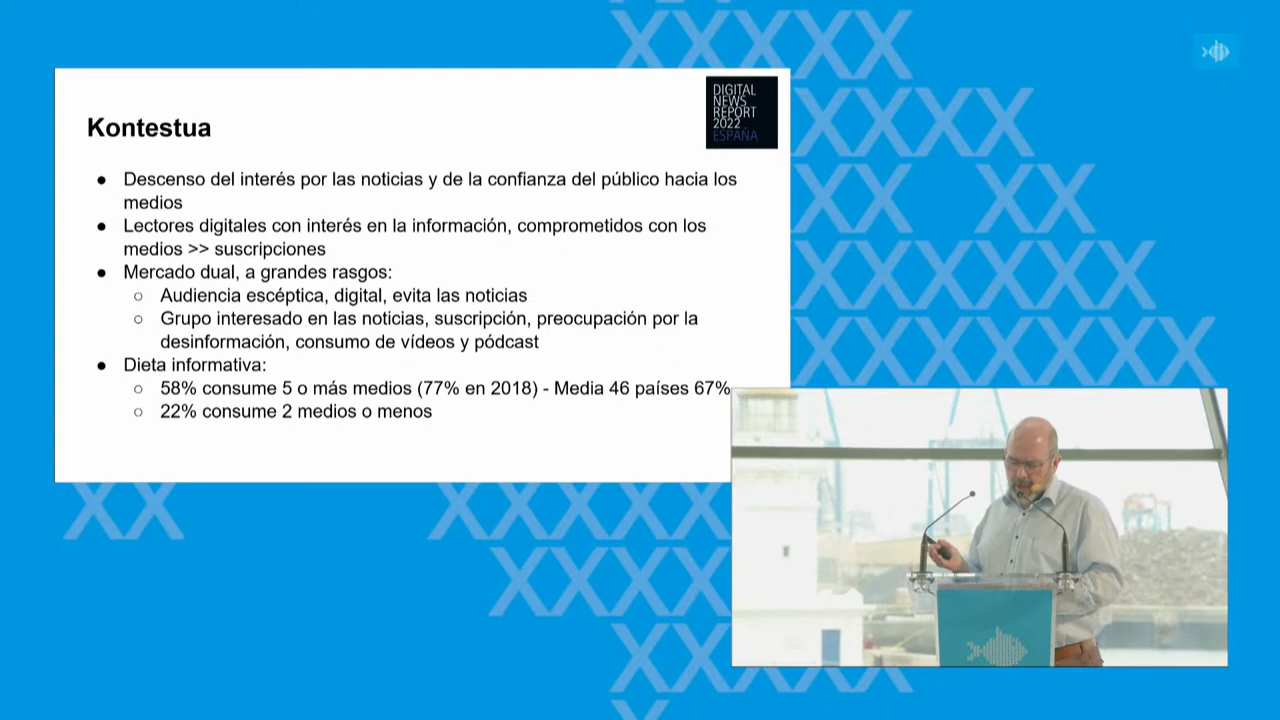 DIGITAL
NEWS
REPORT
2022
ESPAÑA
Kontestua
● Descenso del interés por las noticias y de la confianza del público hacia los
medios
● Lectores digitales con interés en la información, comprometidos con los
medios >> suscripciones
● Mercado dual, a grandes rasgos:
○ Audiencia escéptica, digital, evita las noticias
○ Grupo interesado en las noticias, suscripción, preocupación por la
desinformación, consumo de vídeos y pódcast
● Dieta informativa:
○ 58% consume 5 o más medios (77% en 2018) - Media 46 países 67%
○ 22% consume 2 medios o menos